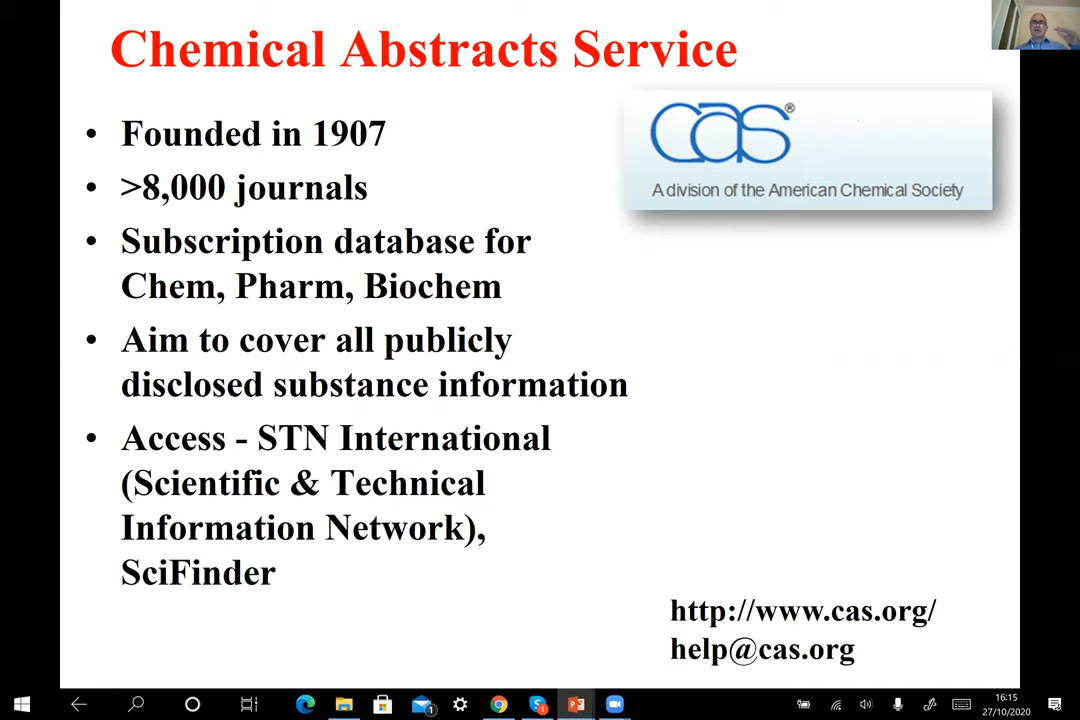 Chemical Abstracts Service
• Founded in 1907
• >8,000 journals
• Subscription database for
Chem, Pharm, Biochem
• Aim to cover all publicly
disclosed substance information
• Access - STN International
(Scientific & Technical
Information Network),
SciFinder
cas®
A division of the American Chemical Society
http://www.cas.org/
help@cas.org
1
1
16:15
27/10/2020